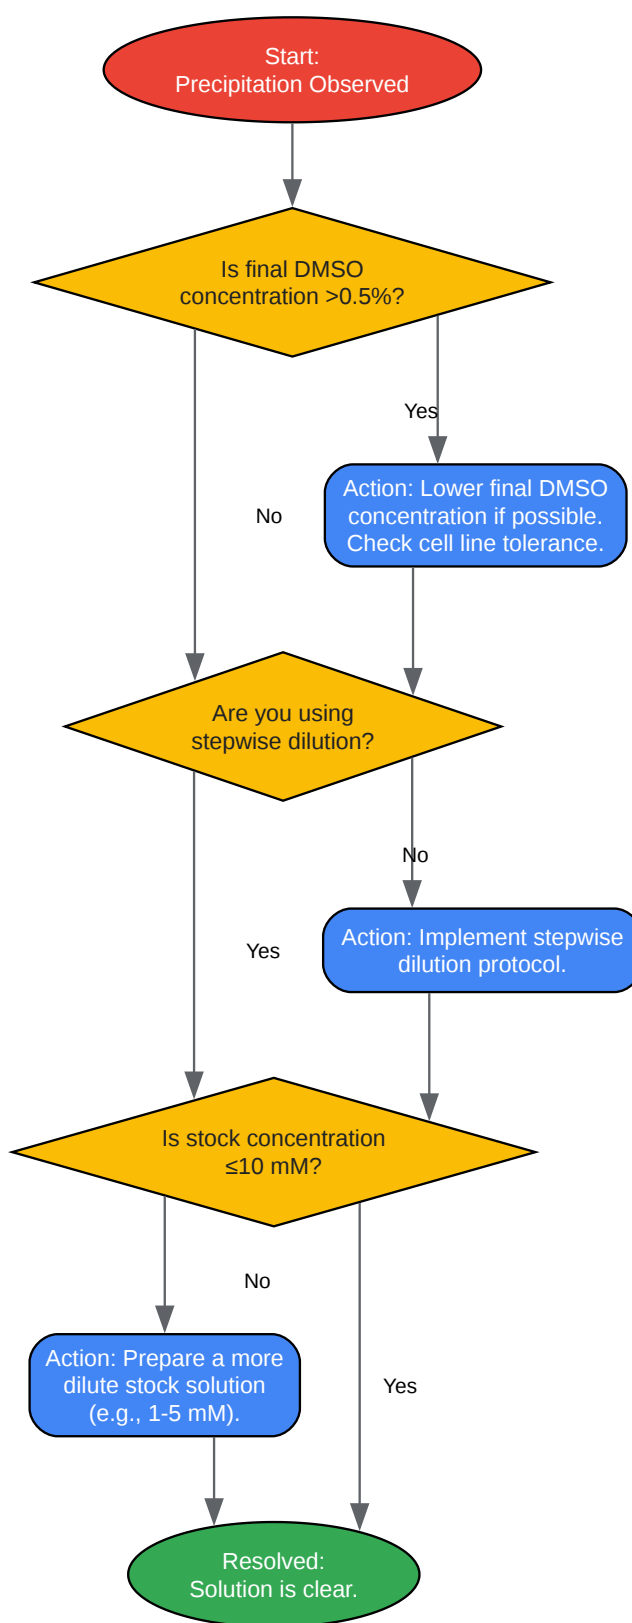 Start:
Precipitation Observed
Is final DMSO
concentration >0.5%?
Yes
Action: Lower final DMSO
concentration if possible.
Check cell line tolerance.
No
Are you using
stepwise dilution?
No
Action: Implement stepwise
dilution protocol.
Yes
Is stock concentration
≤10 mM?
No
Action: Prepare a more
dilute stock solution
(e.g., 1-5 mM).
Yes
Resolved:
Solution is clear.